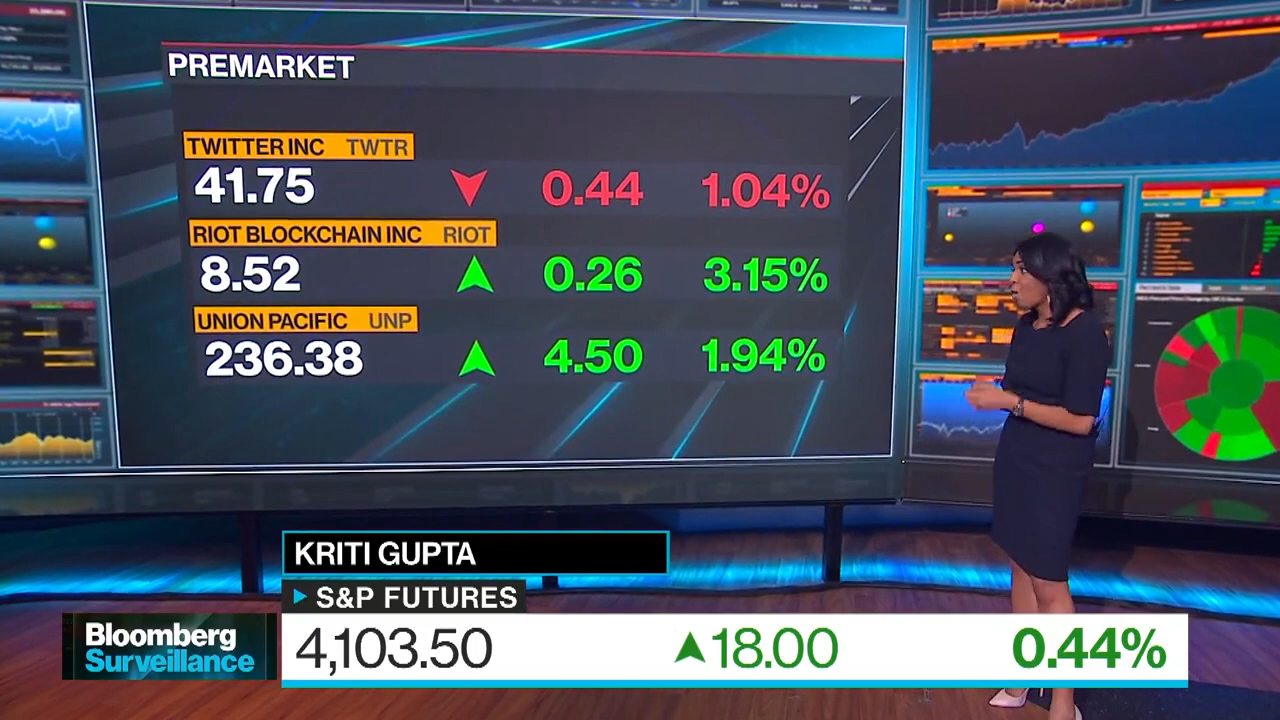 PREMARKET
TWITTER INC TWTR
41.75 ▼ 0.44 1.04%
RIOT BLOCKCHAIN INC RIOT
8.52 ▲ 0.26 3.15%
UNION PACIFIC UNP
236.38 ▲ 4.50 1.94%
KRITI GUPTA
S&P FUTURES
Bloomberg
Surveillance
4,103.50 ▲18.00 0.44%